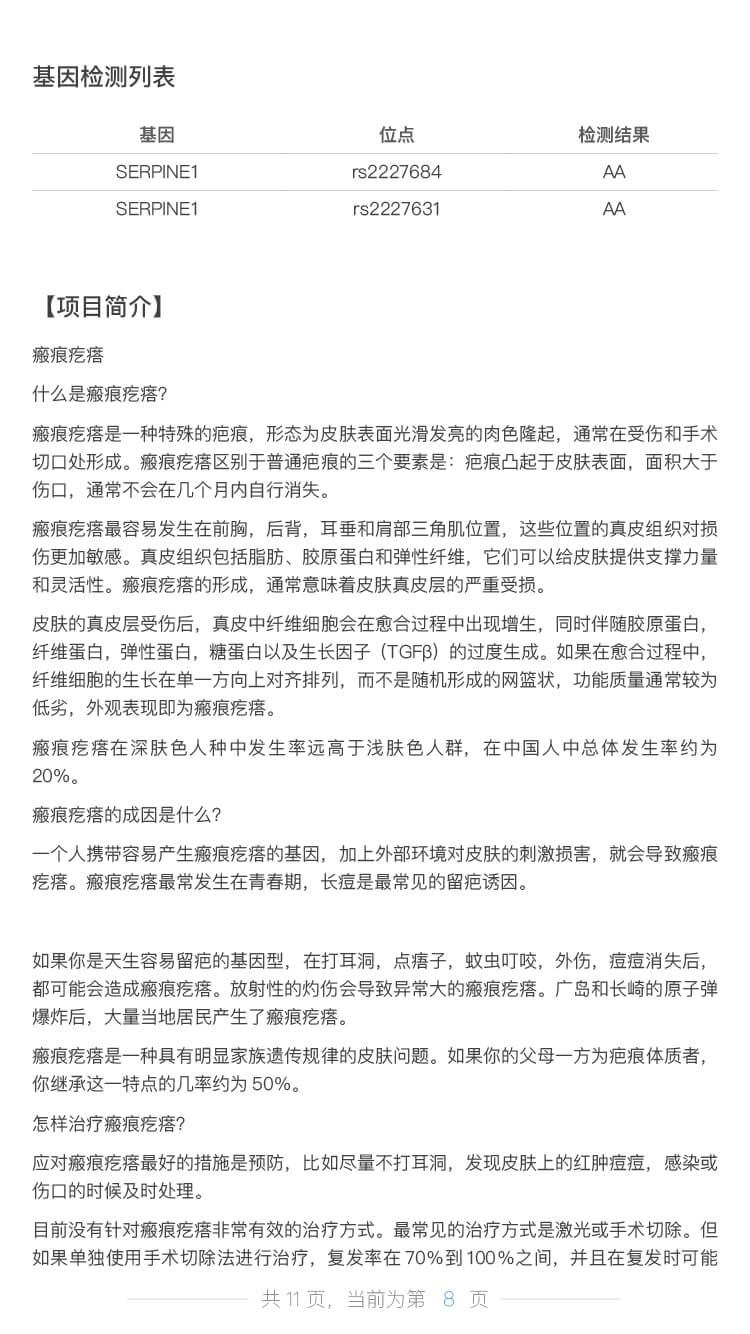 基因检测列表
基因 位点 检测结果
SERPINE1 rs2227684 AA
SERPINE1 rs2227631 AA
【项目简介】
瘢痕疙瘩
什么是瘢痕疙瘩？
瘢痕疙瘩是一种特殊的疤痕，形态为皮肤表面光滑发亮的肉色隆起，通常在受伤和手术
切口处形成。瘢痕疙瘩区别于普通疤痕的三个要素是：疤痕凸起于皮肤表面，面积大于
伤口，通常不会在几个月内自行消失。
瘢痕疙瘩最容易发生在前胸，后背，耳垂和肩部三角肌位置，这些位置的真皮组织对损
伤更加敏感。真皮组织包括脂肪、胶原蛋白和弹性纤维，它们可以给皮肤提供支撑力量
和灵活性。瘢痕疙瘩的形成，通常意味着皮肤真皮层的严重受损。
皮肤的真皮层受伤后，真皮中纤维细胞会在愈合过程中出现增生，同时伴随胶原蛋白，
纤维蛋白，弹性蛋白，糖蛋白以及生长因子（TGFβ）的过度生成。如果在愈合过程中，
纤维细胞的生长在单一方向上对齐排列，而不是随机形成的网篮状，功能质量通常较为
低劣，外观表现即为瘢痕疙瘩。
瘢痕疙瘩在深肤色人种中发生率远高于浅肤色人群，在中国人中总体发生率约为
20%。
瘢痕疙瘩的成因是什么？
一个人携带容易产生瘢痕疙瘩的基因，加上外部环境对皮肤的刺激损害，就会导致瘢痕
疙瘩。瘢痕疙瘩最常发生在青春期，长痘是最常见的留疤诱因。
如果你是天生容易留疤的基因型，在打耳洞，点痦子，蚊虫叮咬，外伤，痘痘消失后，
都可能会造成瘢痕疙瘩。放射性的灼伤会导致异常大的瘢痕疙瘩。广岛和长崎的原子弹
爆炸后，大量当地居民产生了瘢痕疙瘩。
瘢痕疙瘩是一种具有明显家族遗传规律的皮肤问题。如果你的父母一方为疤痕体质者，
你继承这一特点的几率约为 50%。
怎样治疗瘢痕疙瘩？
应对瘢痕疙瘩最好的措施是预防，比如尽量不打耳洞，发现皮肤上的红肿痘痘，感染或
伤口的时候及时处理。
目前没有针对瘢痕疙瘩非常有效的治疗方式。最常见的治疗方式是激光或手术切除。但
如果单独使用手术切除法进行治疗，复发率在 70%到 100%之间，并且在复发时可能
共 11 页，当前为第 8 页